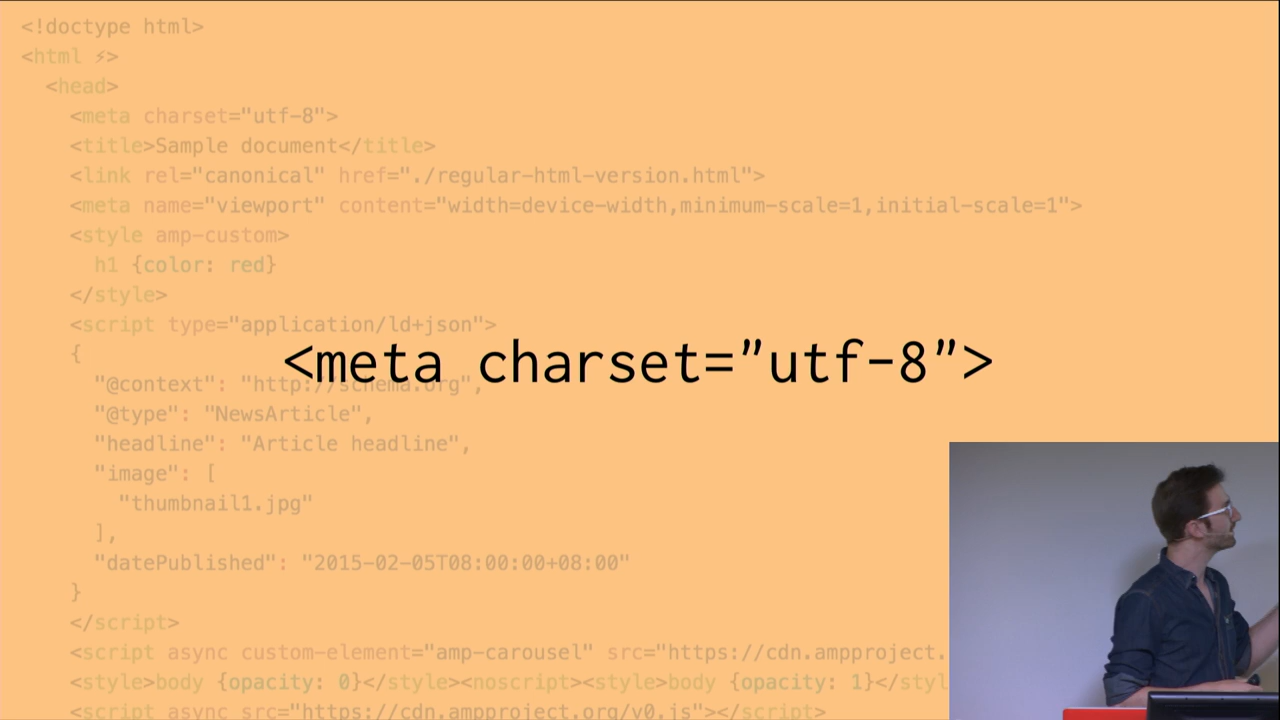 <!doctype html>
<html ⚡>
<head>
<meta charset="utf-8">
<title>Sample document</title>
<link rel="canonical" href="./regular-html-version.html">
<meta name="viewport" content="width=device-width,minimum-scale=1,initial-scale=1">
<style amp-custom>
h1 {color: red}
</style>
<script type="application/ld+json">
{
<meta charset="utf-8">
"@context": "http://schema.org",
"@type": "NewsArticle",
"headline": "Article headline",
"image": [
"thumbnail1.jpg"
],
"datePublished": "2015-02-05T08:00:00+08:00"
}
</script>
<script async custom-element="amp-carousel" src="https://cdn.ampproject.
<style>body {opacity: 0}</style><noscript><style>body {opacity: 1}</styl
<script async src="https://cdn.ampproject.org/v0.js"></script>